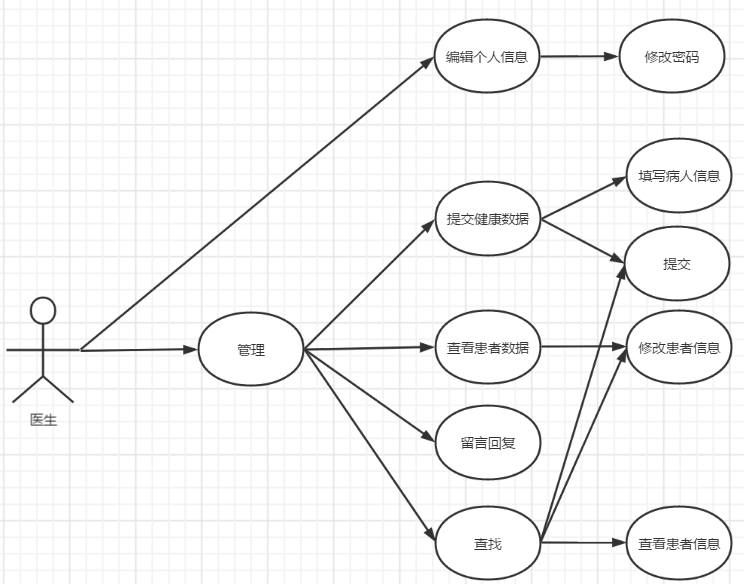 编辑个人信息
修改密码
填写病人信息
提交健康数据
提交
管理
查看患者数据
修改患者信息
医生
留言回复
查找
查看患者信息